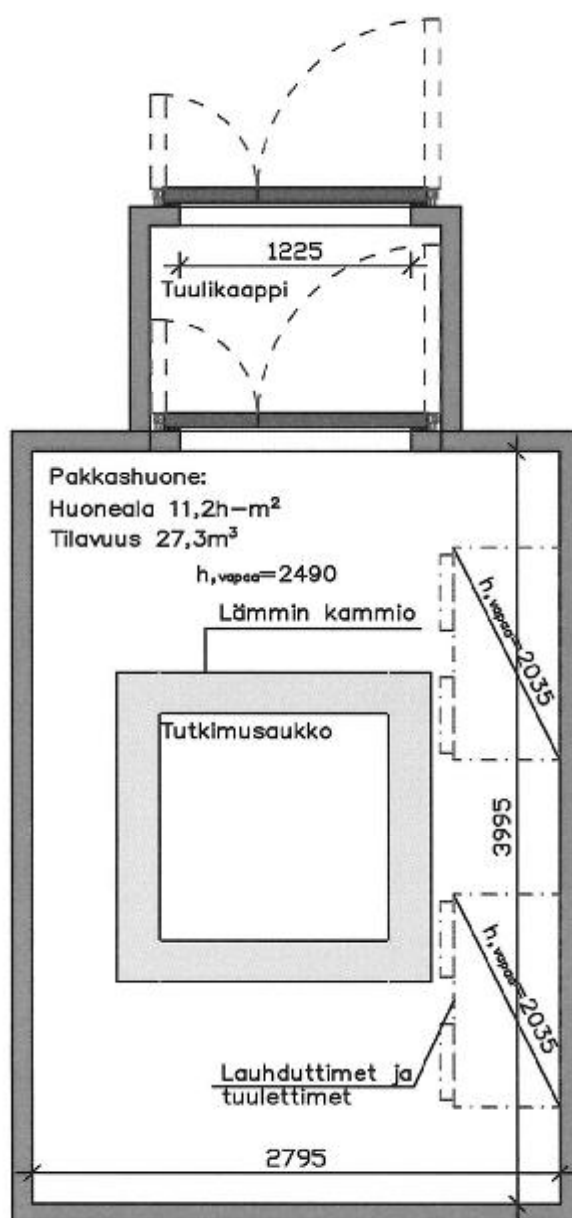 1225
Tuulikaappi
Pakkashuone:
Huoneala 11,2h-m²
Tilavuus 27,3m³
h,vapaa=2490
Lämmin kammio
h,vapaa=2035
Tutkimusaukko
3995
h,vapaa=2035
Lauhduttimet ja
tuulettimet
2795